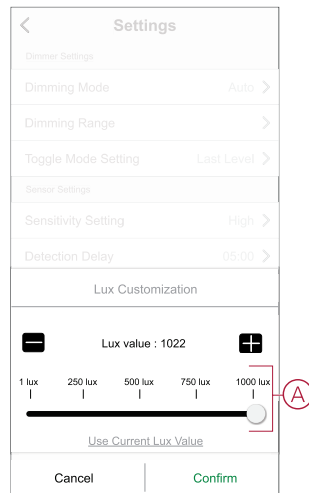 Settings
Dimmer Settings
Dimming Mode Auto
Dimming Range
Toggle Mode Setting Last Level
Sensor Settings
Sensitivity Setting High
Detection Delay 05:00
Lux Customization
Lux value : 1022
1 lux 250 lux 500 lux 750 lux 1000 lux
A
Use Current Lux Value
Cancel Confirm